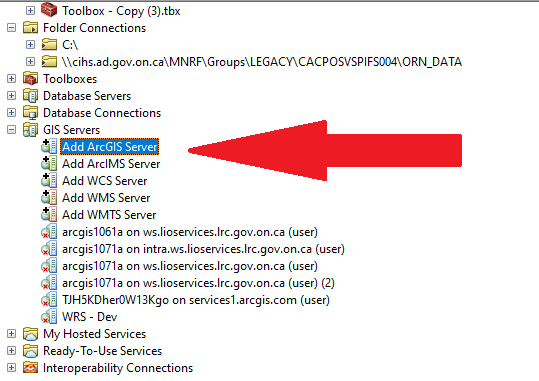 Toolbox - Copy (3).tbx
Folder Connections
C:\
\\cihs.ad.gov.on.ca\MNRF\Groups\LEGACY\CACPOSVSPIFS004\ORN_DATA
Toolboxes
Database Servers
Database Connections
GIS Servers
Add ArcGIS Server
Add ArcIMS Server
Add WCS Server
Add WMS Server
Add WMTS Server
arcgis1061a on ws.lioservices.lrc.gov.on.ca (user)
arcgis1071a on intra.ws.lioservices.lrc.gov.on.ca (user)
arcgis1071a on ws.lioservices.lrc.gov.on.ca (user)
arcgis1071a on ws.lioservices.lrc.gov.on.ca (user) (2)
TJH5KDher0W13Kgo on services1.arcgis.com (user)
WRS - Dev
My Hosted Services
Ready-To-Use Services
Interoperability Connections